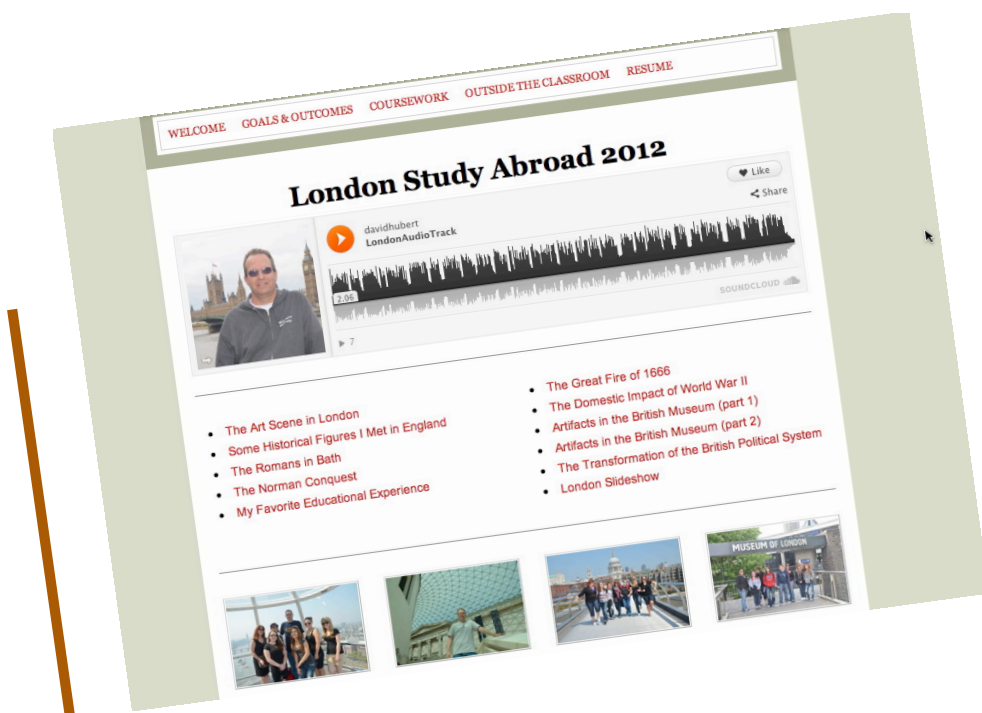 WELCOME GOALS & OUTCOMES COURSEWORK OUTSIDE THE CLASSROOM RESUME
London Study Abroad 2012
Like
davidhubert
LondonAudioTrack
Share
2.06
SOUNDCLOUD
7
The Art Scene in London
Some Historical Figures I Met in England
The Romans in Bath
The Norman Conquest
My Favorite Educational Experience
The Great Fire of 1666
The Domestic Impact of World War II
Artifacts in the British Museum (part 1)
Artifacts in the British Museum (part 2)
The Transformation of the British Political System
London Slideshow
MUSEUM OF LONDON